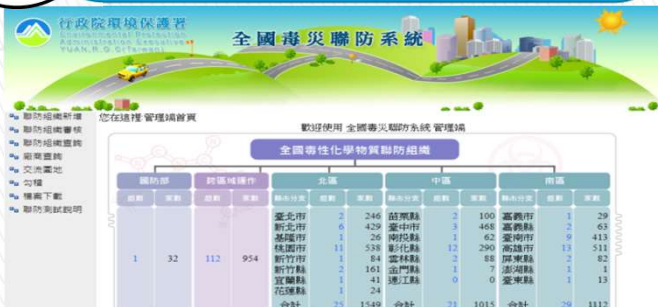 行政院環境保護署
Environmental Protection
Administration Executive
YUAN,R.O.C(Taiwan)
全國毒災聯防系統
聯防組織新增
聯防組織審核
聯防組織查詢
廠商查詢
交流園地
勾稽
檔案下載
聯防測試說明
您在這裡:管理端首頁
歡迎使用 全國毒災聯防系統 管理端
全國毒性化學物質聯防組織
國防部 跨區域運作 北區 中區 南區
組數 家數 組數 家數 縣市分支 組數 家數 縣市分支 組數 家數 縣市分支 組數 家數
1 32 112 954
臺北市 2 246 苗栗縣 2 100 嘉義市 1 29
新北市 6 429 臺中市 3 468 嘉義縣 2 63
基隆市 1 26 南投縣 1 62 臺南市 9 413
桃園市 11 538 彰化縣 12 290 高雄市 13 511
新竹市 1 84 雲林縣 2 88 屏東縣 2 82
新竹縣 2 161 金門縣 1 7 澎湖縣 1 1
宜蘭縣 1 41 連江縣 0 0 臺東縣 1 13
花蓮縣 1 24
合計 25 1549 合計 21 1015 合計 29 1112